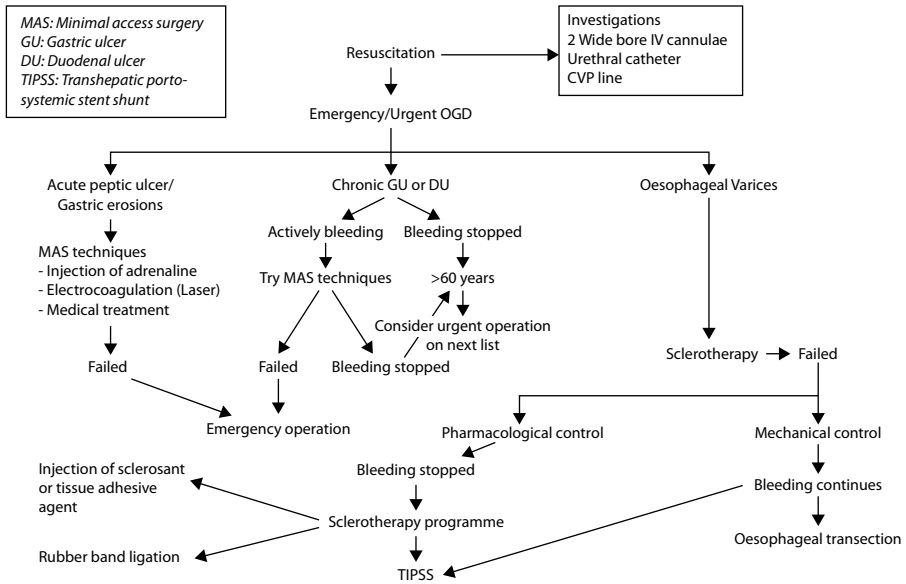 MAS: Minimal access surgery
GU: Gastric ulcer
DU: Duodenal ulcer
TIPSS: Transhepatic porto-
systemic stent shunt
Resuscitation
Investigations
2 Wide bore IV cannulae
Urethral catheter
CVP line
Emergency/Urgent OGD
Acute peptic ulcer/
Gastric erosions
Chronic GU or DU
Oesophageal Varices
Actively bleeding
Bleeding stopped
MAS techniques
- Injection of adrenaline
- Electrocoagulation (Laser)
- Medical treatment
Try MAS techniques
>60 years
Consider urgent operation
on next list
Failed
Failed
Bleeding stopped
Sclerotherapy
Failed
Emergency operation
Pharmacological control
Mechanical control
Bleeding stopped
Bleeding continues
Injection of sclerosant
or tissue adhesive
agent
Sclerotherapy programme
Oesophageal transection
Rubber band ligation
TIPSS